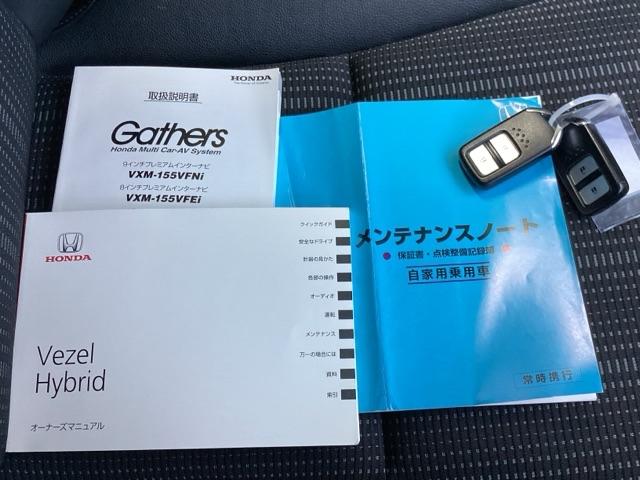 HONDA
取扱説明書
Gathers
Honda Multi Car-AV System
9インチプレミアムインターナビ
VXM-155VFNi
8インチプレミアムインターナビ
VXM-155VFEi
HONDA
Vezel
Hybrid
オーナーズマニュアル
クイックガイド
安全なドライブ
計器の見かた
各部の操作
オーディオ
運転
メンテナンス
万一の場合には
資料
索引
メンテナンスノート
保証書・点検整備記録簿
自家用乗用車
常時携行